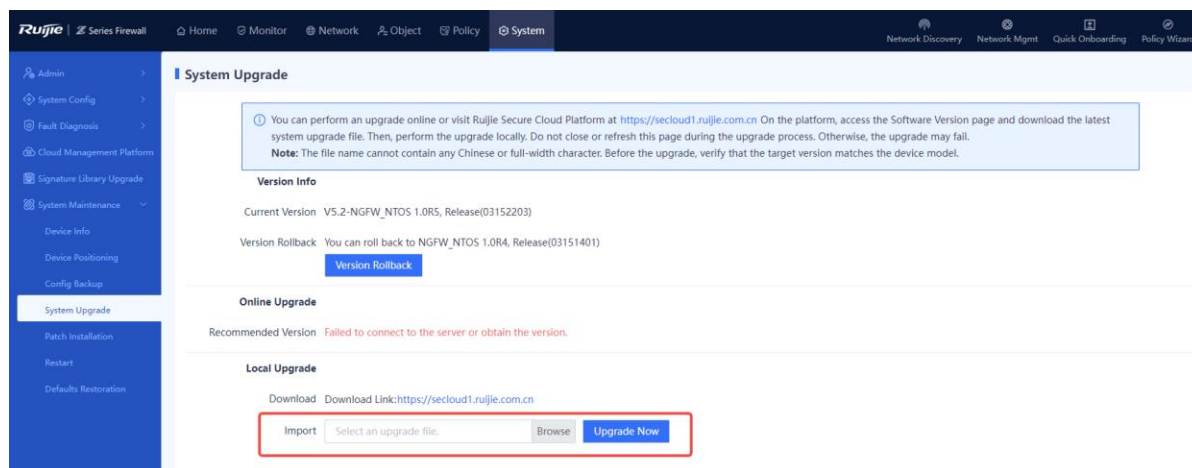 Ruijie | Z Series Firewall
Home
Monitor
Network
Object
Policy
System
Network Discovery
Network Mgmt
Quick Onboarding
Policy Wizard
Admin
System Config
Fault Diagnosis
Cloud Management Platform
Signature Library Upgrade
System Maintenance
Device Info
Device Positioning
Config Backup
System Upgrade
Patch Installation
Restart
Defaults Restoration
System Upgrade
You can perform an upgrade online or visit Ruijie Secure Cloud Platform at https://secloud1.ruijie.com.cn On the platform, access the Software Version page and download the latest
system upgrade file. Then, perform the upgrade locally. Do not close or refresh this page during the upgrade process. Otherwise, the upgrade may fail.
Note: The file name cannot contain any Chinese or full-width character. Before the upgrade, verify that the target version matches the device model.
Version Info
Current Version V5.2-NGFW_NTOS 1.0R5, Release(03152203)
Version Rollback You can roll back to NGFW_NTOS 1.0R4, Release(03151401)
Version Rollback
Online Upgrade
Recommended Version Failed to connect to the server or obtain the version.
Local Upgrade
Download Download Link:https://secloud1.ruijie.com.cn
Import Select an upgrade file. Browse Upgrade Now